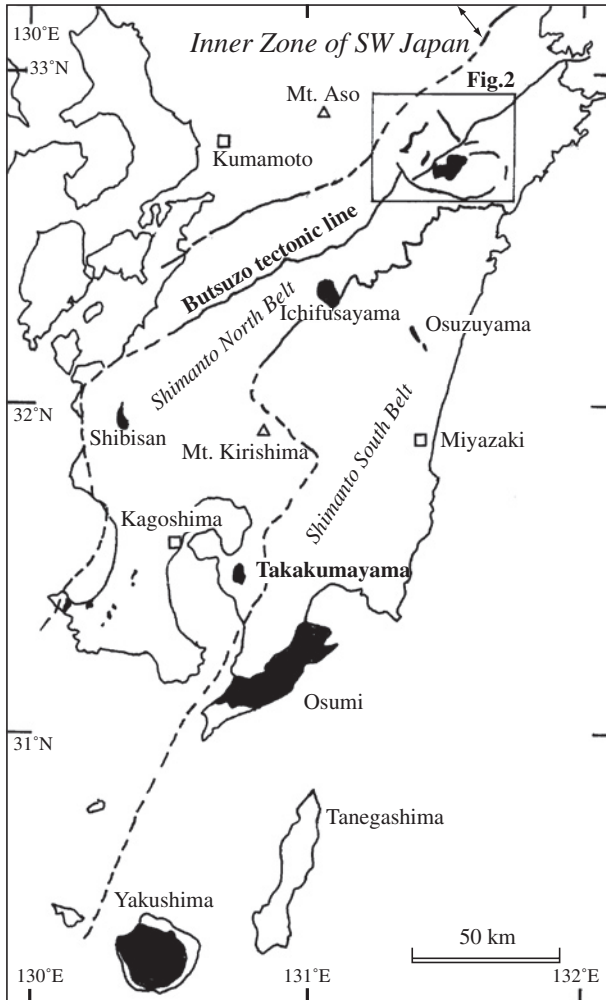 130˚E
Inner Zone of SW Japan
33˚N
Fig.2
Mt. Aso
Kumamoto
Butsuzo tectonic line
Ichifusayama
Osuzuyama
Shimanto North Belt
32˚N
Shibisan
Mt. Kirishima
Miyazaki
Shimanto South Belt
Kagoshima
Takakumayama
Osumi
31˚N
Tanegashima
Yakushima
50 km
130˚E
131˚E
132˚E